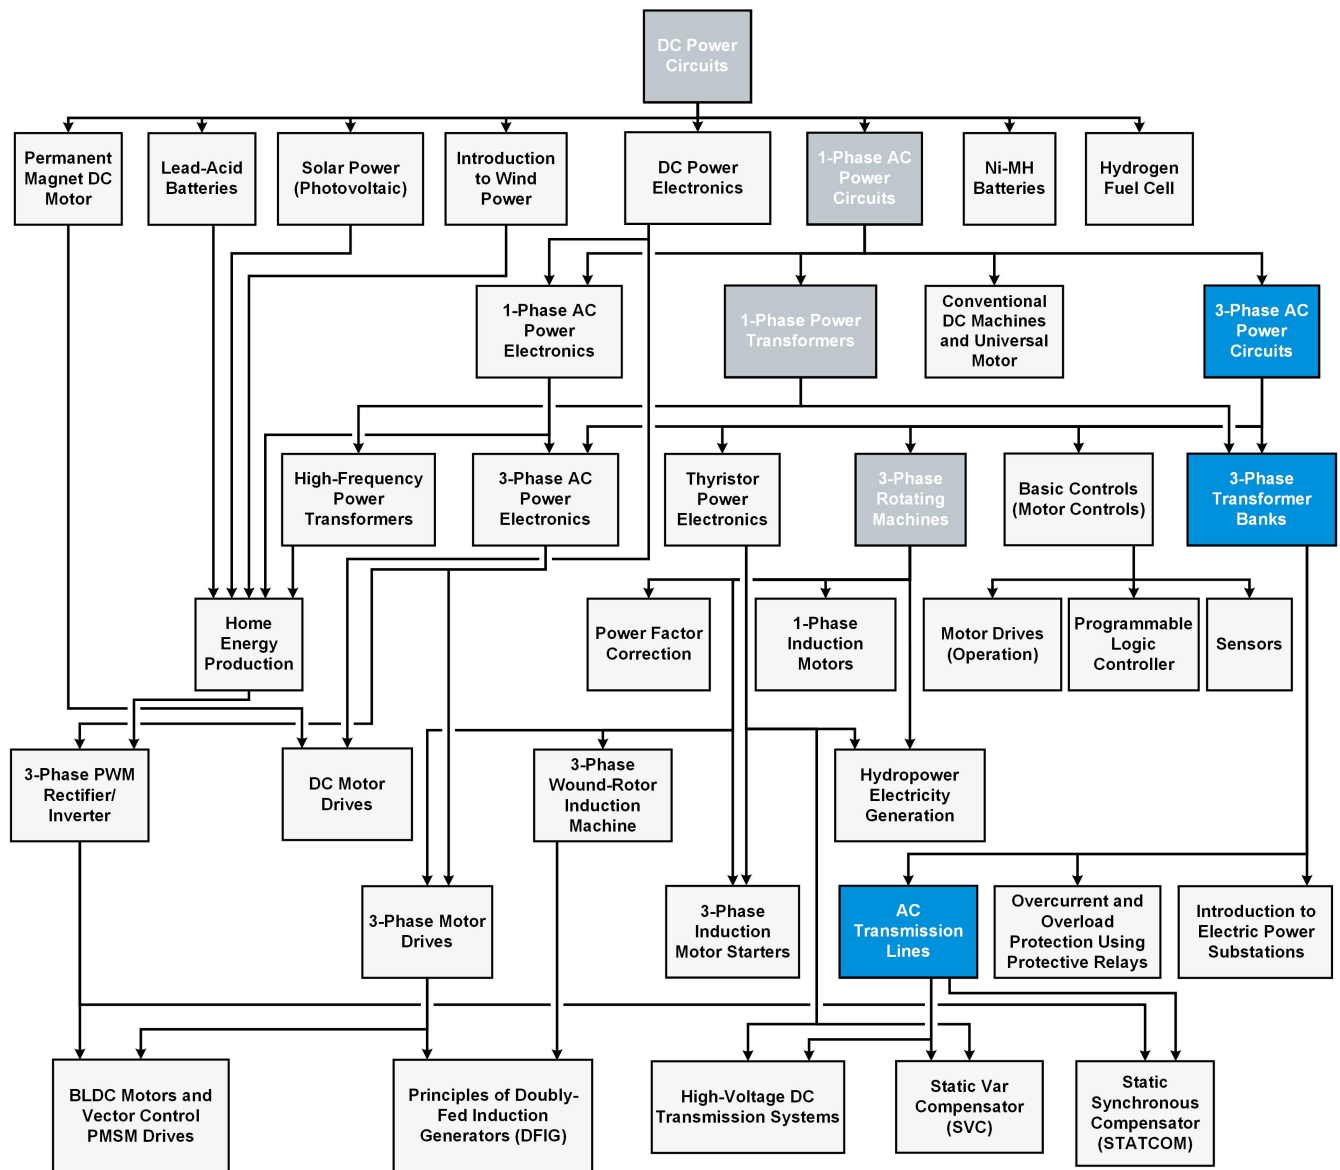 DC Power
Circuits
Permanent
Magnet DC
Motor
Lead-Acid
Batteries
Solar Power
(Photovoltaic)
Introduction
to Wind
Power
DC Power
Electronics
1-Phase AC
Power
Circuits
Ni-MH
Batteries
Hydrogen
Fuel Cell
1-Phase AC
Power
Electronics
1-Phase Power
Transformers
Conventional
DC Machines
and Universal
Motor
3-Phase AC
Power
Circuits
High-Frequency
Power
Transformers
3-Phase AC
Power
Electronics
Thyristor
Power
Electronics
3-Phase
Rotating
Machines
Basic Controls
(Motor Controls)
3-Phase
Transformer
Banks
Home
Energy
Production
Power Factor
Correction
1-Phase
Induction
Motors
Motor Drives
(Operation)
Programmable
Logic
Controller
Sensors
3-Phase PWM
Rectifier/
Inverter
DC Motor
Drives
3-Phase
Wound-Rotor
Induction
Machine
Hydropower
Electricity
Generation
3-Phase Motor
Drives
3-Phase
Induction
Motor Starters
AC
Transmission
Lines
Overcurrent and
Overload
Protection Using
Protective Relays
Introduction to
Electric Power
Substations
BLDC Motors and
Vector Control
PMSM Drives
Principles of Doubly-
Fed Induction
Generators (DFIG)
High-Voltage DC
Transmission Systems
Static Var
Compensator
(SVC)
Static
Synchronous
Compensator
(STATCOM)